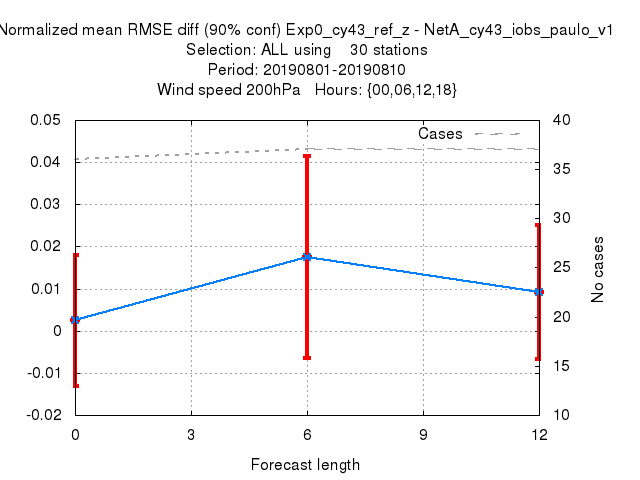 Normalized mean RMSE diff (90% conf) Exp0_cy43_ref_z - NetA_cy43_iobs_paulo_v1
Selection: ALL using 30 stations
Period: 20190801-20190810
Wind speed 200hPa Hours: {00,06,12,18}
Cases
0.05
0.04
0.03
0.02
0.01
0
-0.01
-0.02
40
35
30
25
20
15
10
No cases
0 3 6 9 12
Forecast length